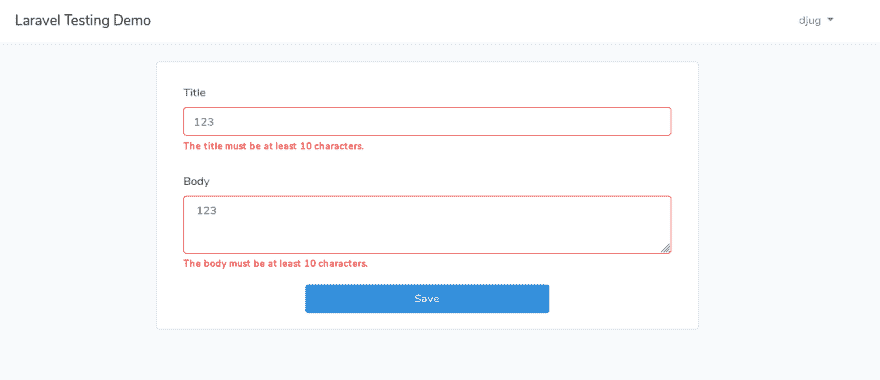 Laravel Testing Demo
djug
Title
123
The title must be at least 10 characters.
Body
123
The body must be at least 10 characters.
Save